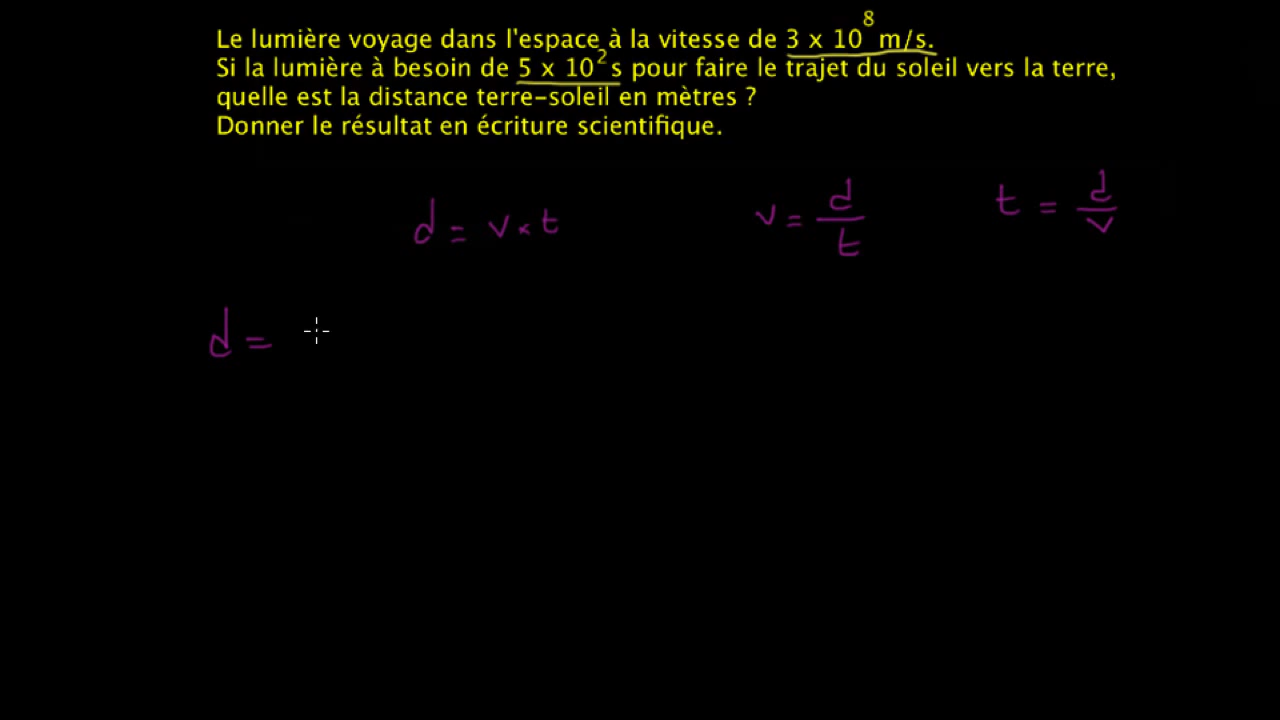 Le lumière voyage dans l'espace à la vitesse de 3 x 10⁸ m/s.
Si la lumière à besoin de 5 x 10² s pour faire le trajet du soleil vers la terre,
quelle est la distance terre-soleil en mètres ?
Donner le résultat en écriture scientifique.
d = v × t v = d/t t = d/v
d =